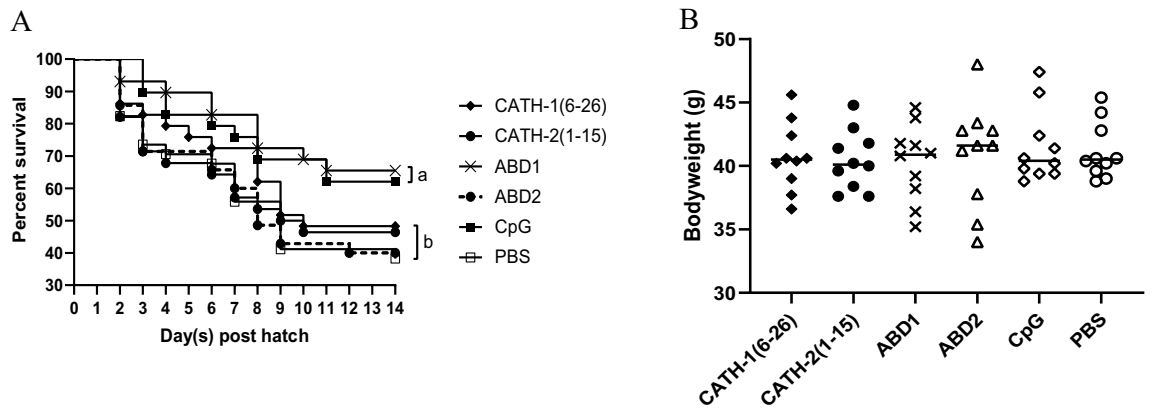 A
Percent survival
100
90
80
70
60
50
40
30
0 1 2 3 4 5 6 7 8 9 10 11 12 13 14
Day(s) post hatch
a
b
CATH-1(6-26)
CATH-2(1-15)
ABD1
ABD2
CpG
PBS
B
Bodyweight (g)
50
45
40
35
30
CATH-1(6-26)
CATH-2(1-15)
ABD1
ABD2
CpG
PBS